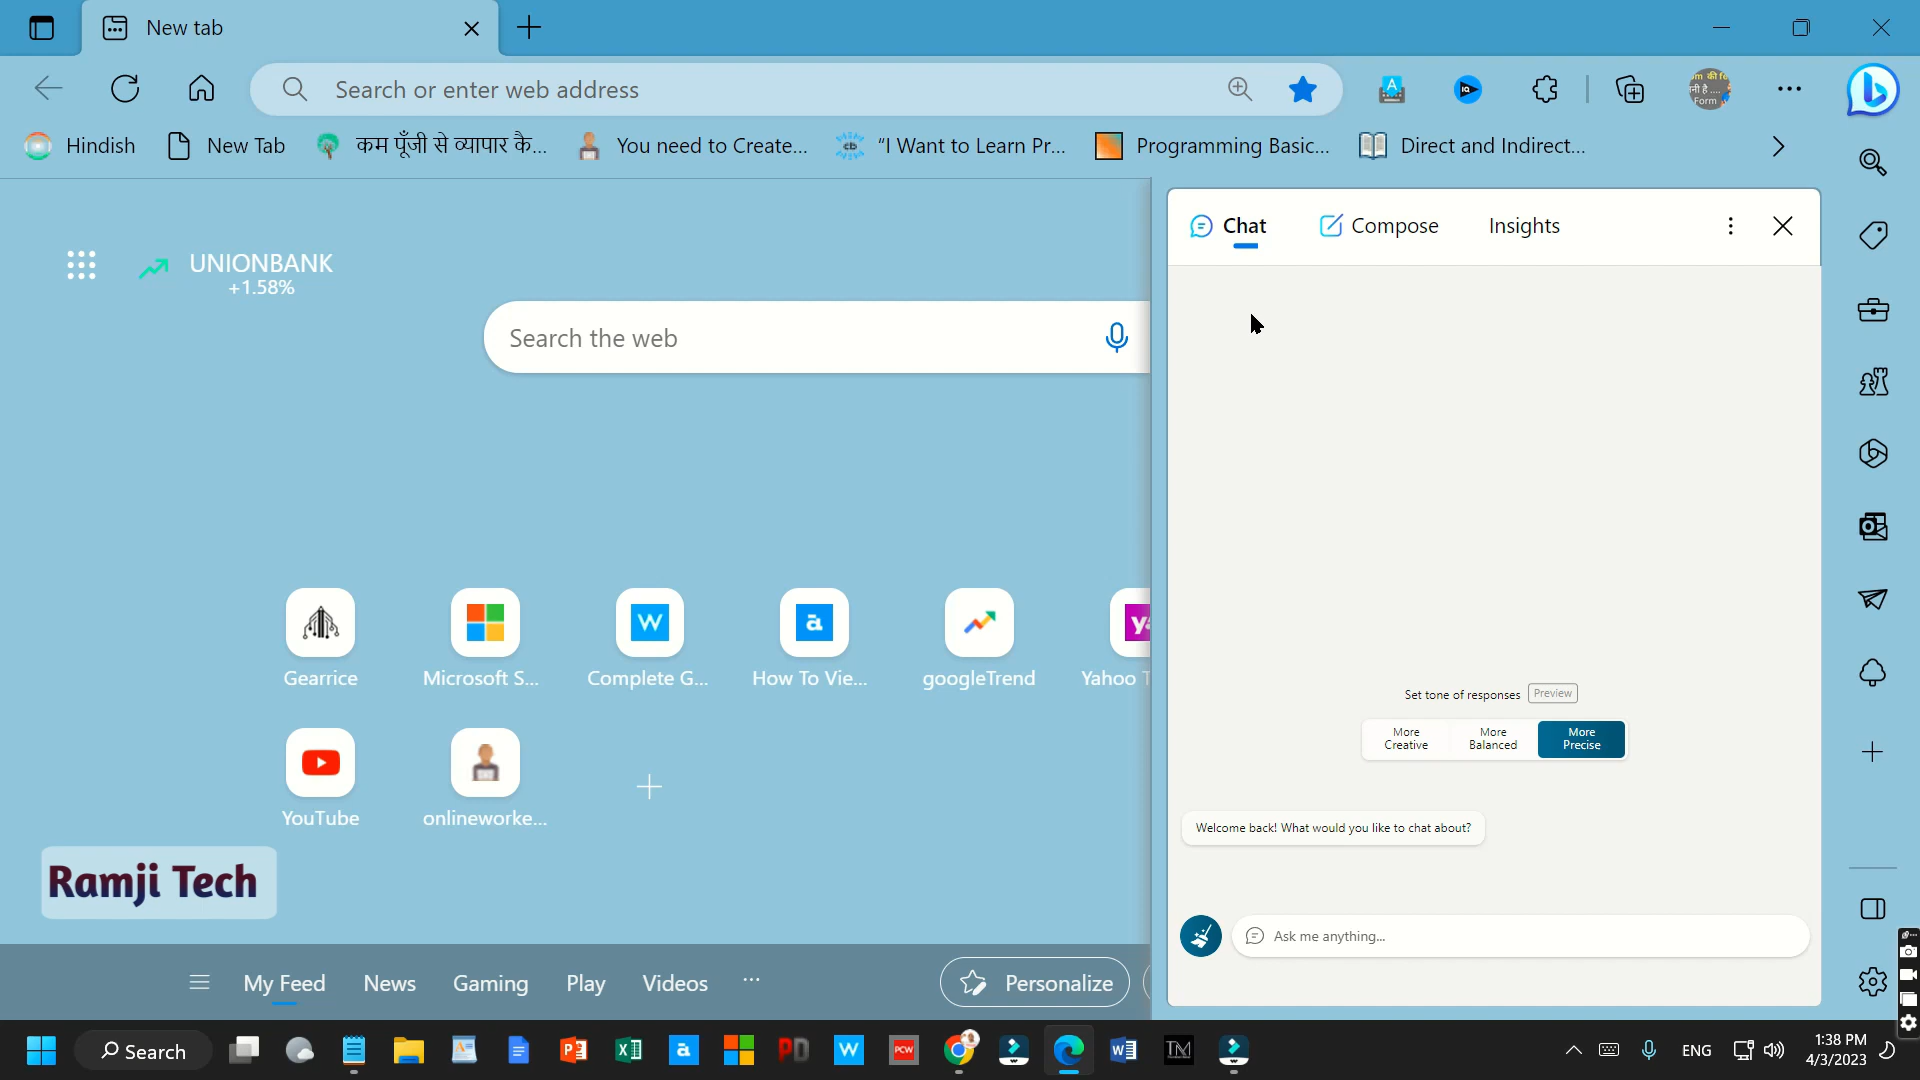 New tab
Search or enter web address
Hindish
New Tab
कम पूँजी से व्यापार कै...
You need to Create...
"I Want to Learn Pr...
Programming Basic...
Direct and Indirect...
UNIONBANK
+1.58%
Search the web
Gearrice
Microsoft S...
Complete G...
How To Vie...
googleTrend
Yahoo T
YouTube
onlineworke...
Ramji Tech
My Feed
News
Gaming
Play
Videos
...
Personalize
Chat
Compose
Insights
Set tone of responses
Preview
More
Creative
More
Balanced
More
Precise
Welcome back! What would you like to chat about?
Ask me anything...
Search
PCW
ENG
1:38 PM
4/3/2023